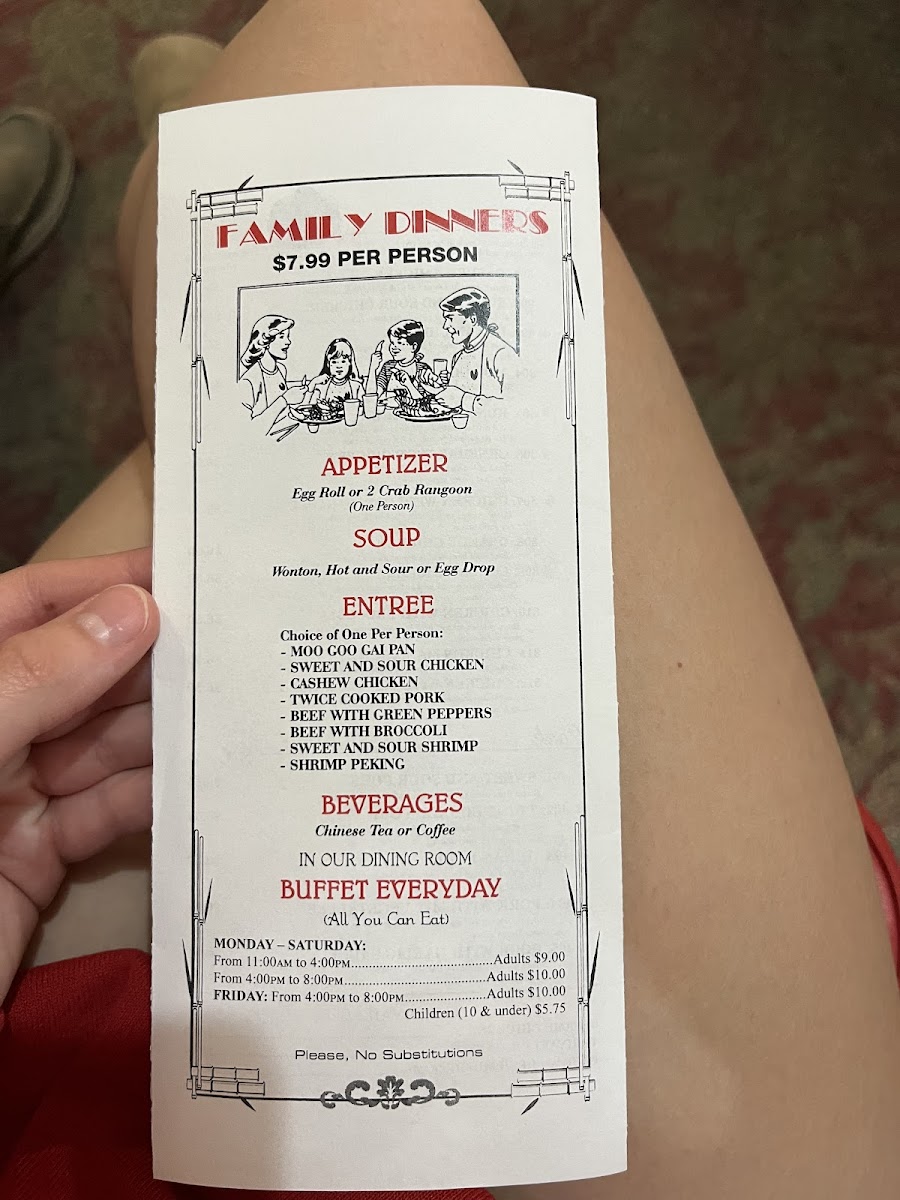 FAMILY DINNERS
$7.99 PER PERSON
APPETIZER
Egg Roll or 2 Crab Rangoon
(One Person)
SOUP
Wonton, Hot and Sour or Egg Drop
ENTREE
Choice of One Per Person:
- MOO GOO GAI PAN
- SWEET AND SOUR CHICKEN
- CASHEW CHICKEN
- TWICE COOKED PORK
- BEEF WITH GREEN PEPPERS
- BEEF WITH BROCCOLI
- SWEET AND SOUR SHRIMP
- SHRIMP PEKING
BEVERAGES
Chinese Tea or Coffee
IN OUR DINING ROOM
BUFFET EVERYDAY
(All You Can Eat)
MONDAY – SATURDAY:
From 11:00AM to 4:00PM........................................Adults $9.00
From 4:00PM to 8:00PM........................................Adults $10.00
FRIDAY: From 4:00PM to 8:00PM.......................Adults $10.00
Children (10 & under) $5.75
Please, No Substitutions